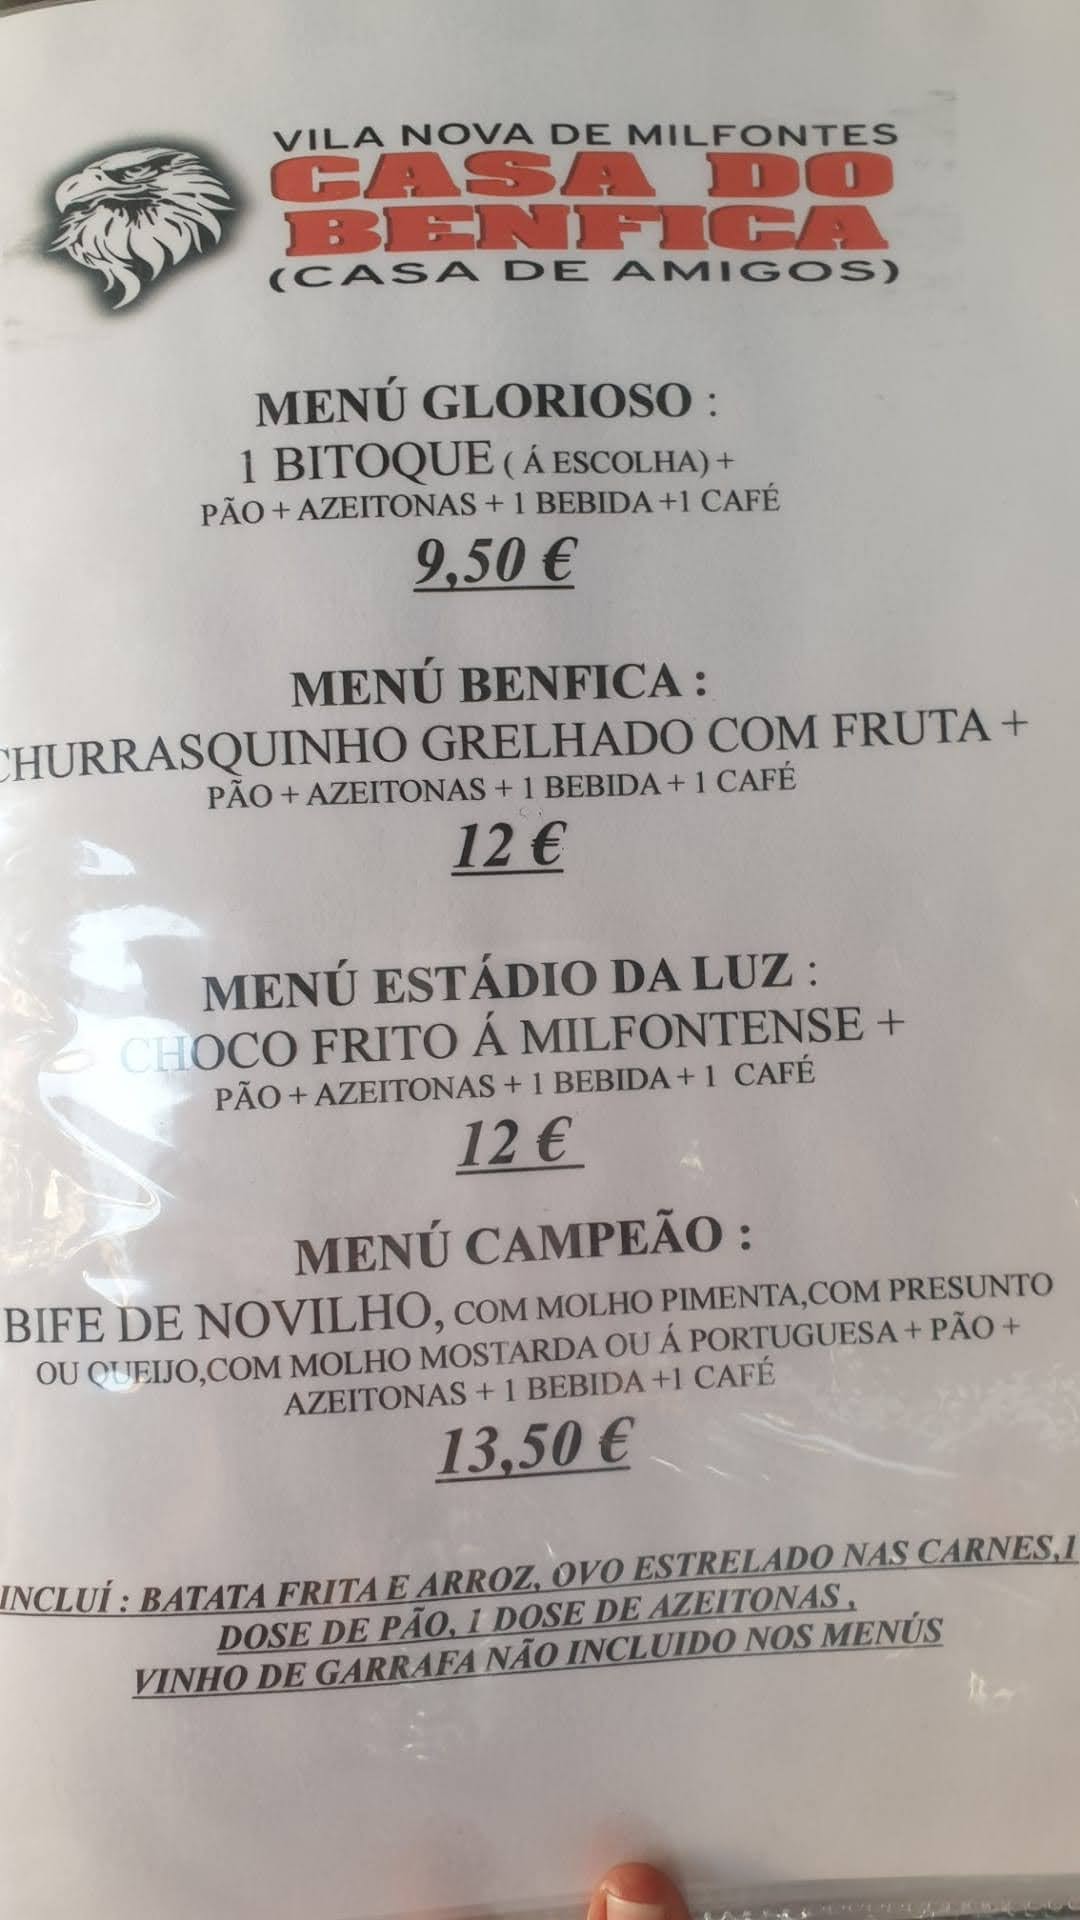 VILA NOVA DE MILFONTES
CASA DO
BENFICA
(CASA DE AMIGOS)
MENÚ GLORIOSO :
1 BITOQUE ( Á ESCOLHA) +
PÃO + AZEITONAS + 1 BEBIDA +1 CAFÉ
9,50 €
MENÚ BENFICA :
CHURRASQUINHO GRELHADO COM FRUTA +
PÃO + AZEITONAS + 1 BEBIDA + 1 CAFÉ
12 €
MENÚ ESTÁDIO DA LUZ :
CHOCO FRITO Á MILFONTENSE +
PÃO + AZEITONAS + 1 BEBIDA + 1 CAFÉ
12 €
MENÚ CAMPEÃO :
BIFE DE NOVILHO, COM MOLHO PIMENTA,COM PRESUNTO
OU QUEIJO,COM MOLHO MOSTARDA OU Á PORTUGUESA + PÃO +
AZEITONAS + 1 BEBIDA +1 CAFÉ
13,50 €
INCLUÍ : BATATA FRITA E ARROZ, OVO ESTRELADO NAS CARNES,1
DOSE DE PÃO, 1 DOSE DE AZEITONAS ,
VINHO DE GARRAFA NÃO INCLUIDO NOS MENÚS